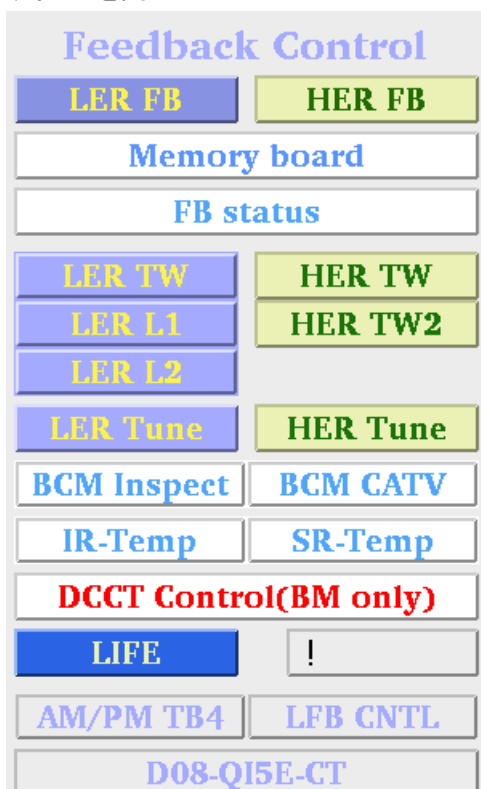 Feedback Control
LER FB HER FB
Memory board
FB status
LER TW HER TW
LER L1 HER TW2
LER L2
LER Tune HER Tune
BCM Inspect BCM CATV
IR-Temp SR-Temp
DCCT Control(BM only)
LIFE !
AM/PM TB4 LFB CNTL
D08-QI5E-CT